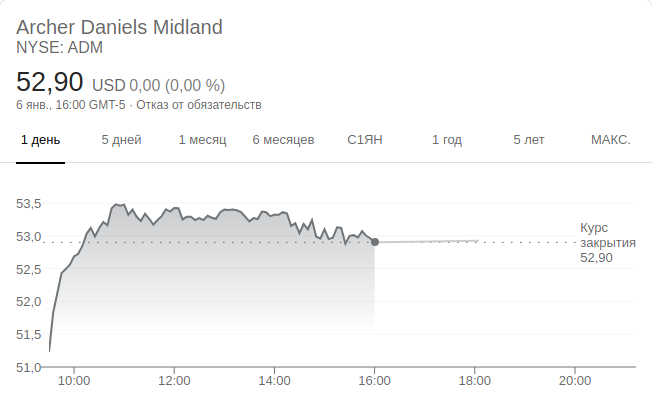 Archer Daniels Midland
NYSE: ADM
52,90 USD 0,00 (0,00 %)
6 янв., 16:00 GMT-5 · Отказ от обязательств
1 день 5 дней 1 месяц 6 месяцев С1ЯН 1 год 5 лет МАКС.
53,5
53,0
52,5
52,0
51,5
51,0
Курс
закрытия
52,90
10:00 12:00 14:00 16:00 18:00 20:00